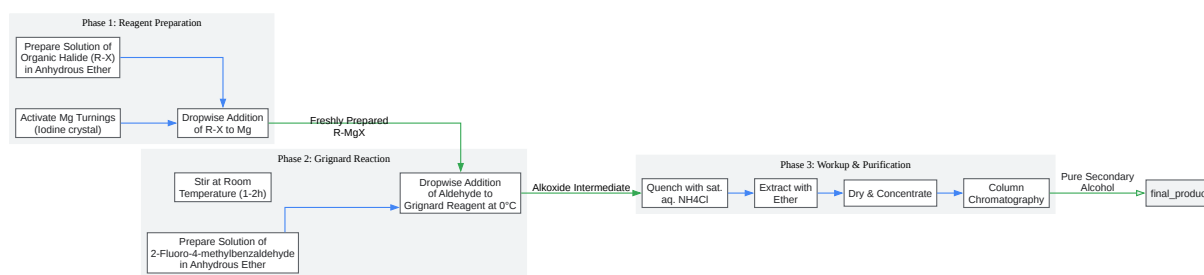 Phase 1: Reagent Preparation
Prepare Solution of
Organic Halide (R-X)
in Anhydrous Ether
Activate Mg Turnings
(Iodine crystal)
Dropwise Addition
of R-X to Mg
Freshly Prepared
R-MgX
Phase 2: Grignard Reaction
Stir at Room
Temperature (1-2h)
Prepare Solution of
2-Fluoro-4-methylbenzaldehyde
in Anhydrous Ether
Dropwise Addition
of Aldehyde to
Grignard Reagent at 0°C
Alkoxide Intermediate
Phase 3: Workup & Purification
Quench with sat.
aq. NH4Cl
Extract with
Ether
Dry & Concentrate
Column
Chromatography
Pure Secondary
Alcohol
final_produc